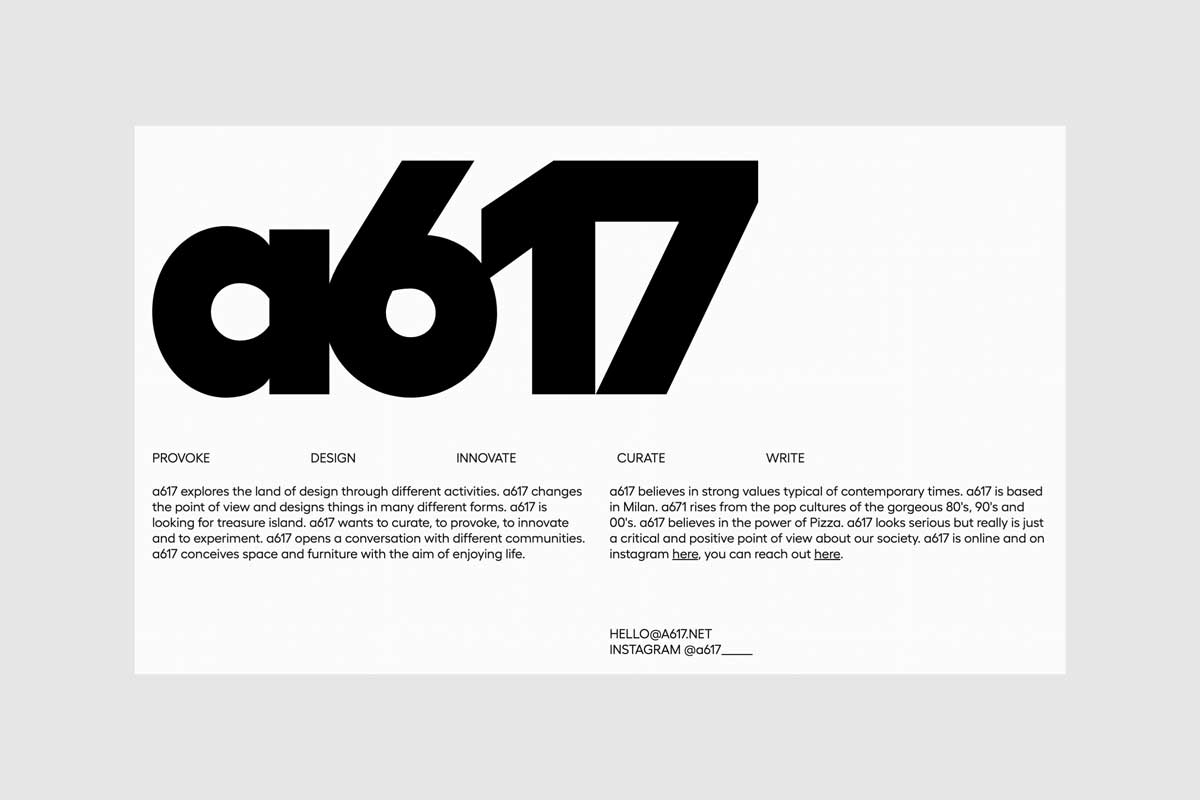 a617
PROVOKE DESIGN INNOVATE CURATE WRITE
a617 explores the land of design through different activities. a617 changes
the point of view and designs things in many different forms. a617 is
looking for treasure island. a617 wants to curate, to provoke, to innovate
and to experiment. a617 opens a conversation with different communities.
a617 conceives space and furniture with the aim of enjoying life.
a617 believes in strong values typical of contemporary times. a617 is based
in Milan. a671 rises from the pop cultures of the gorgeous 80's, 90's and
00's. a617 believes in the power of Pizza. a617 looks serious but really is just
a critical and positive point of view about our society. a617 is online and on
instagram here, you can reach out here.
HELLO@A617.NET
INSTAGRAM @a617_____